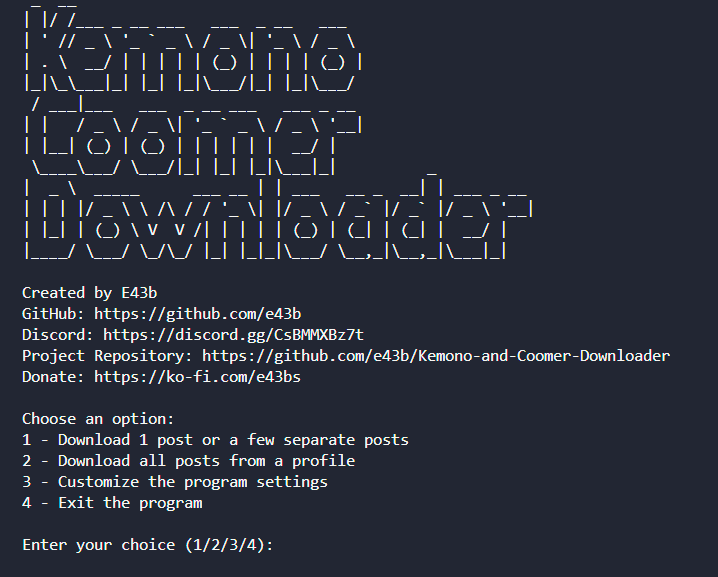 Kemono
Coomer
Downloader
Created by E43b
GitHub: https://github.com/e43b
Discord: https://discord.gg/CsBMMXBz7t
Project Repository: https://github.com/e43b/Kemono-and-Coomer-Downloader
Donate: https://ko-fi.com/e43bs
Choose an option:
1 - Download 1 post or a few separate posts
2 - Download all posts from a profile
3 - Customize the program settings
4 - Exit the program
Enter your choice (1/2/3/4):